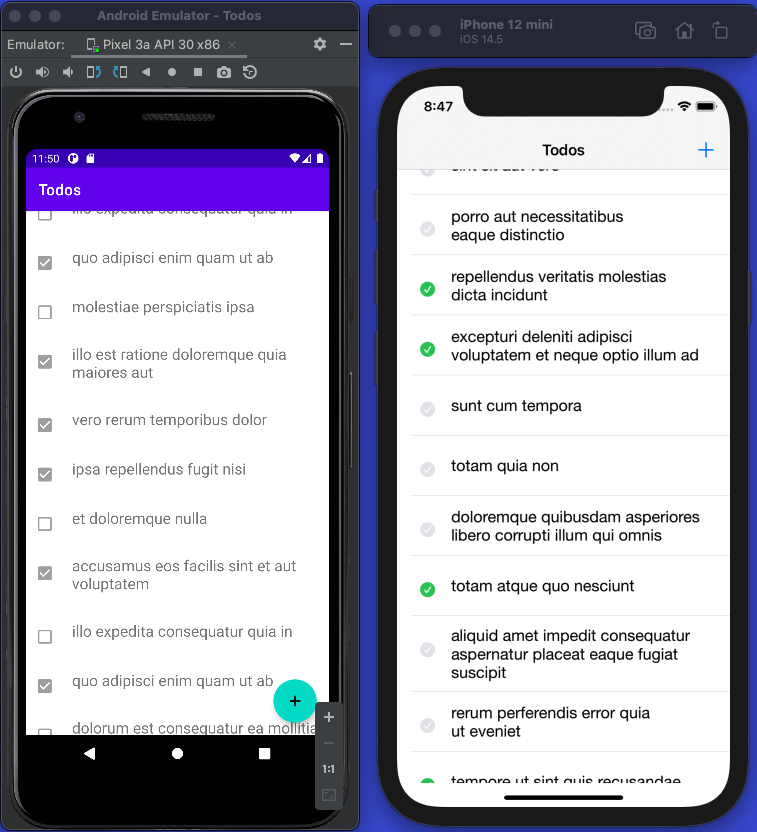 Android Emulator - Todos
Emulator:
Pixel 3a API 30 x86
11:50
Todos
illo expedita consequatur quia in
quo adipisci enim quam ut ab
molestiae perspiciatis ipsa
illo est ratione doloremque quia
maiores aut
vero rerum temporibus dolor
ipsa repellendus fugit nisi
et doloremque nulla
accusamus eos facilis sint et aut
voluptatem
illo expedita consequatur quia in
quo adipisci enim quam ut ab
dolorum est consequatur ea mollitia
1:1
iPhone 12 mini
iOS 14.5
8:47
Todos
sint sit aut vero
porro aut necessitatibus
eaque distinctio
repellendus veritatis molestias
dicta incidunt
excepturi deleniti adipisci
voluptatem et neque optio illum ad
sunt cum tempora
totam quia non
doloremque quibusdam asperiores
libero corrupti illum qui omnis
totam atque quo nesciunt
aliquid amet impedit consequatur
aspernatur placeat eaque fugiat
suscipit
rerum perferendis error quia
ut eveniet
tempore ut sint quis recusandae